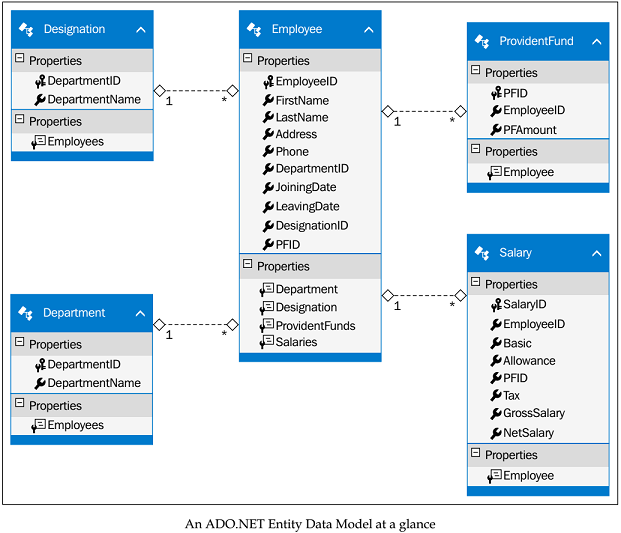 Designation
Properties
DepartmentID
DepartmentName
Properties
Employees
1
*
Employee
Properties
EmployeeID
FirstName
LastName
Address
Phone
DepartmentID
JoiningDate
LeavingDate
DesignationID
PFID
Properties
Department
Designation
ProvidentFunds
Salaries
1
*
ProvidentFund
Properties
PFID
EmployeeID
PFAmount
Properties
Employee
Department
Properties
DepartmentID
DepartmentName
Properties
Employees
1
*
1
*
Salary
Properties
SalaryID
EmployeeID
Basic
Allowance
PFID
Tax
GrossSalary
NetSalary
Properties
Employee
An ADO.NET Entity Data Model at a glance